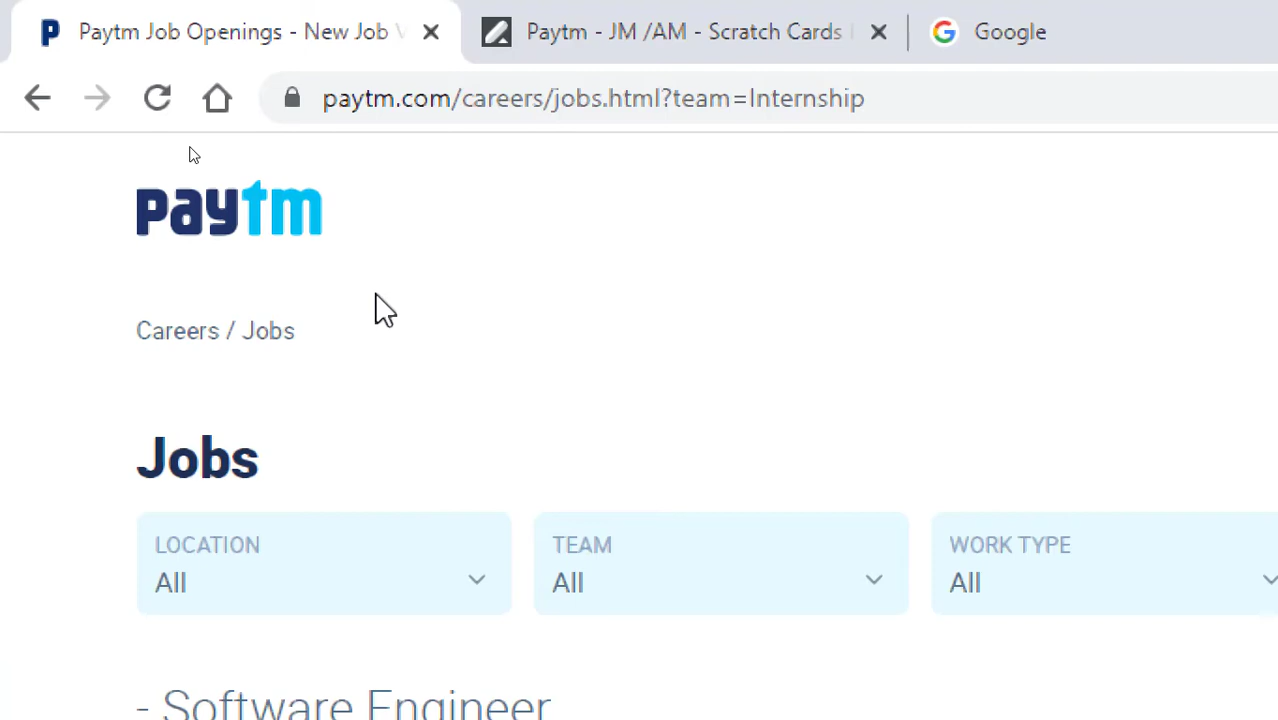 Paytm Job Openings - New Job
Paytm - JM /AM - Scratch Cards
Google
paytm.com/careers/jobs.html?team=Internship
paytm
Careers / Jobs
Jobs
LOCATION
All
TEAM
All
WORK TYPE
All
- Software Engineer